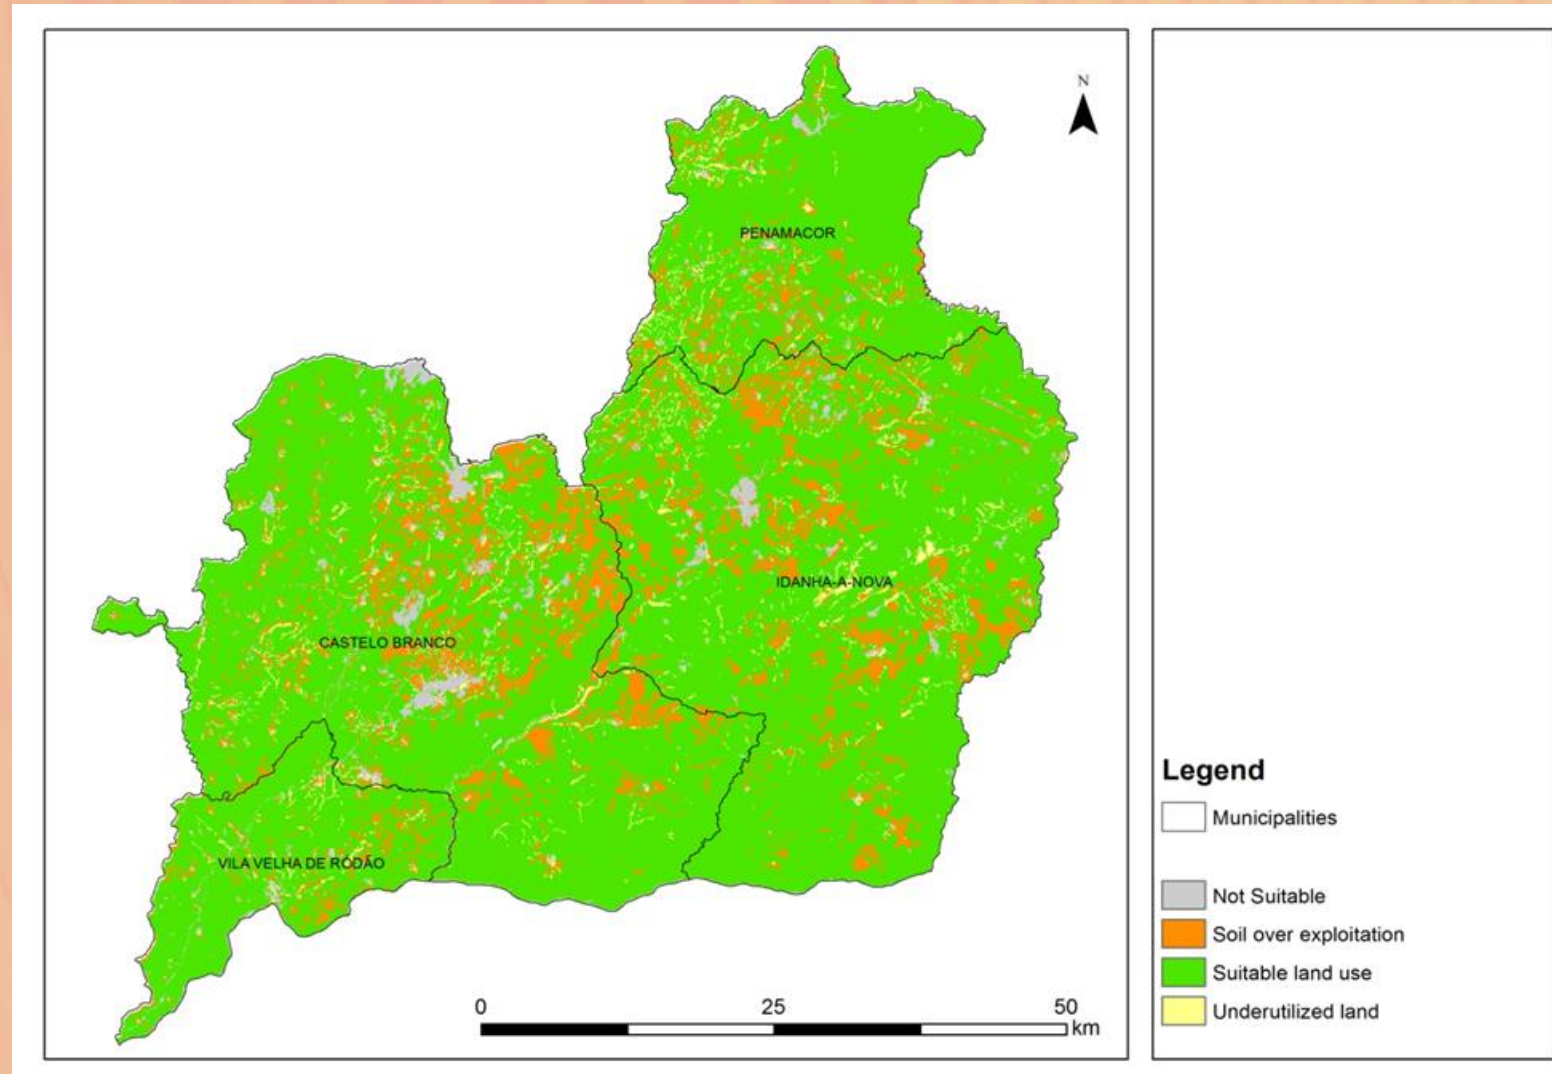 N
PENAMACOR
IDANHA-A-NOVA
CASTELO BRANCO
VILA VELHA DE RÓDÃO
0 25 50
km
Legend
Municipalities
Not Suitable
Soil over exploitation
Suitable land use
Underutilized land